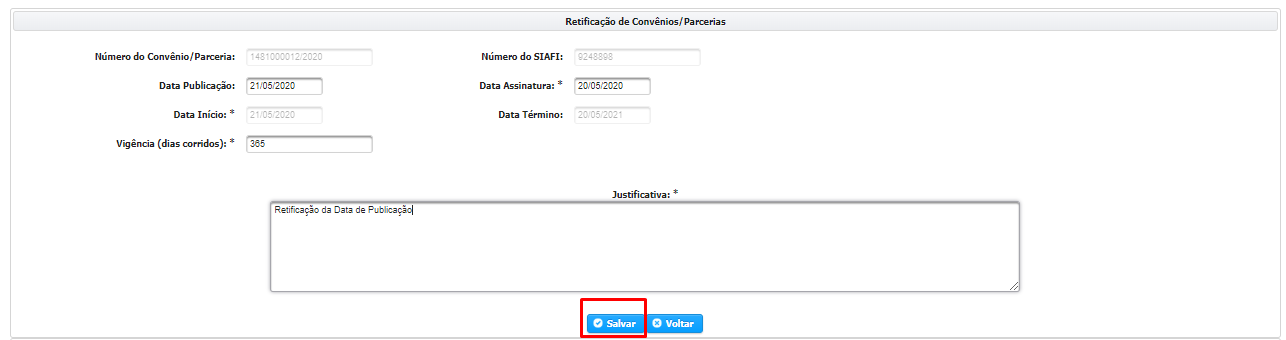 Retificação de Convênios/Parcerias
Número do Convênio/Parceria: 1481000012/2020 Número do SIAFI: 9248898
Data Publicação: 21/05/2020 Data Assinatura: * 20/05/2020
Data Início: * 21/05/2020 Data Término: 20/05/2021
Vigência (dias corridos): * 365
Justificativa: *
Retificação da Data de Publicação
Salvar Voltar